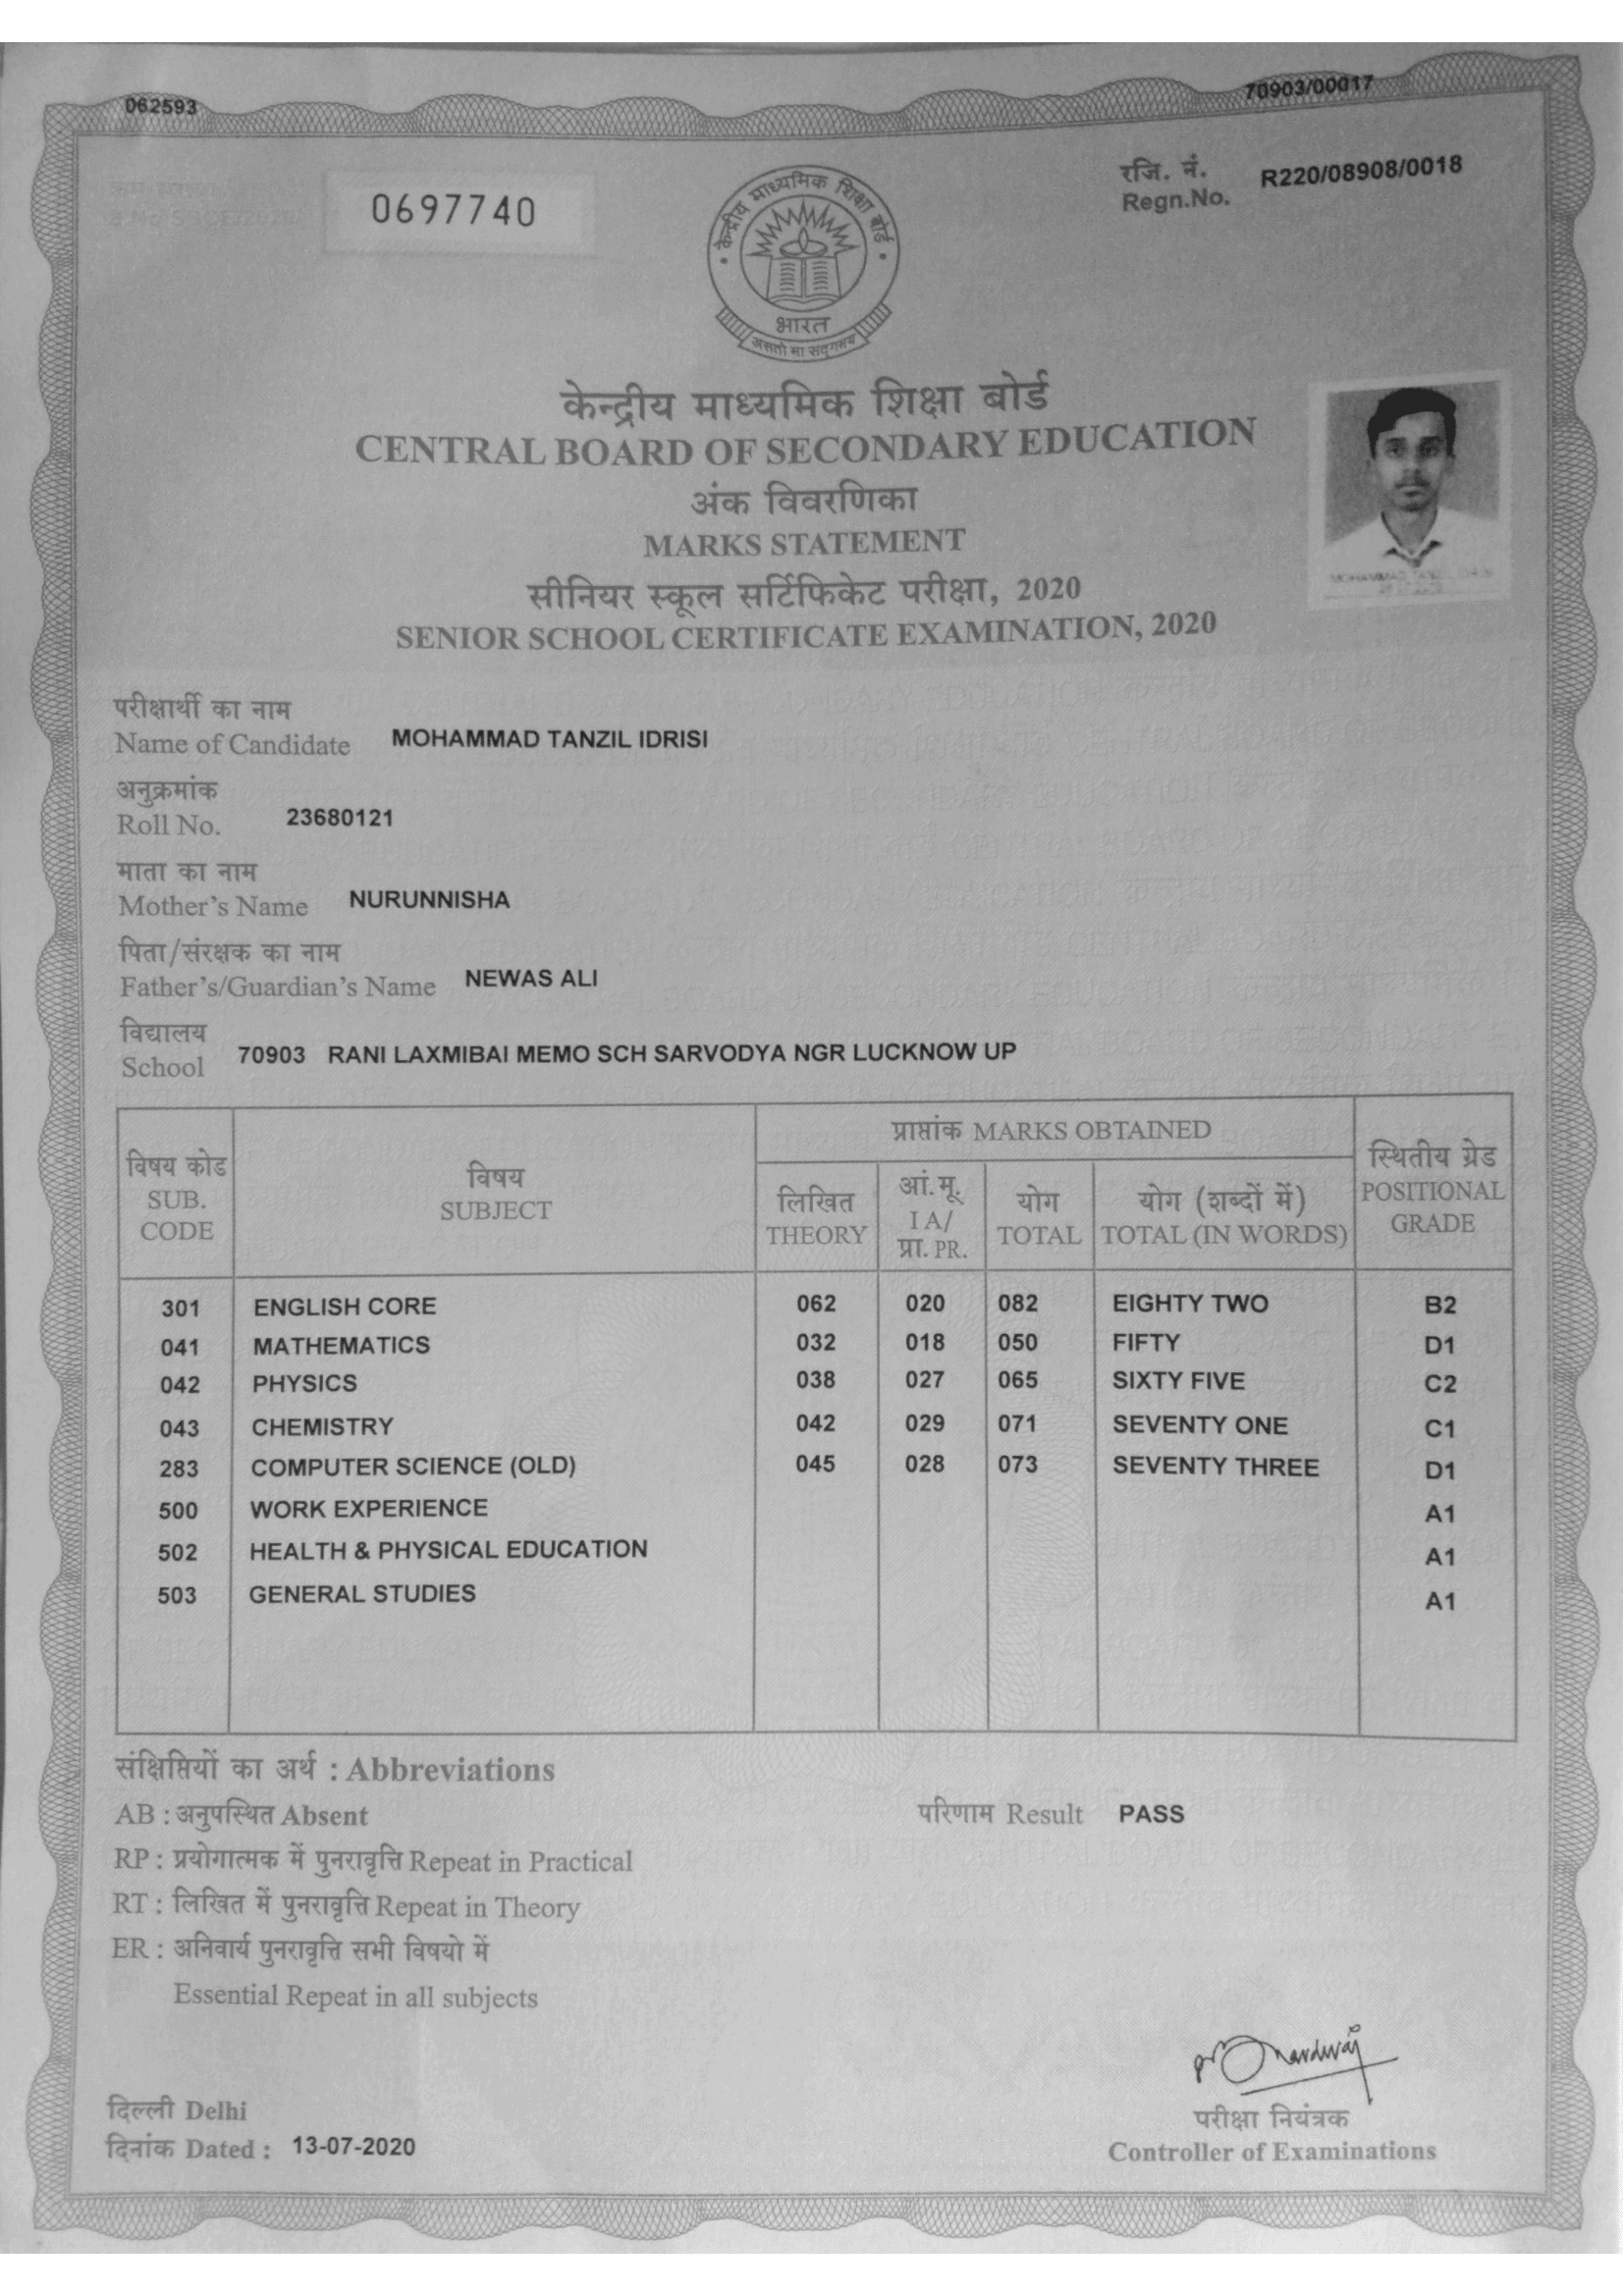 062593
70903/00017
0697740
रजि. नं.
Regn.No. R220/08908/0018
केन्द्रीय माध्यमिक शिक्षा बोर्ड
भारत
असतो मा सद्गमय
केन्द्रीय माध्यमिक शिक्षा बोर्ड
CENTRAL BOARD OF SECONDARY EDUCATION
अंक विवरणिका
MARKS STATEMENT
सीनियर स्कूल सर्टिफिकेट परीक्षा, 2020
SENIOR SCHOOL CERTIFICATE EXAMINATION, 2020
परीक्षार्थी का नाम
Name of Candidate MOHAMMAD TANZIL IDRISI
अनुक्रमांक
Roll No. 23680121
माता का नाम
Mother's Name NURUNNISHA
पिता/संरक्षक का नाम
Father's/Guardian's Name NEWAS ALI
विद्यालय
School 70903 RANI LAXMIBAI MEMO SCH SARVODYA NGR LUCKNOW UP
विषय कोड SUB. CODE
विषय SUBJECT
प्राप्तांक MARKS OBTAINED
लिखित THEORY
आं.मू. I A/ प्रा. PR.
योग TOTAL
योग (शब्दों में) TOTAL (IN WORDS)
स्थितीय ग्रेड POSITIONAL GRADE
301 ENGLISH CORE 062 020 082 EIGHTY TWO B2
041 MATHEMATICS 032 018 050 FIFTY D1
042 PHYSICS 038 027 065 SIXTY FIVE C2
043 CHEMISTRY 042 029 071 SEVENTY ONE C1
283 COMPUTER SCIENCE (OLD) 045 028 073 SEVENTY THREE D1
500 WORK EXPERIENCE A1
502 HEALTH & PHYSICAL EDUCATION A1
503 GENERAL STUDIES A1
संक्षिप्तियों का अर्थ : Abbreviations
AB : अनुपस्थित Absent
परिणाम Result PASS
RP : प्रयोगात्मक में पुनरावृत्ति Repeat in Practical
RT : लिखित में पुनरावृत्ति Repeat in Theory
ER : अनिवार्य पुनरावृत्ति सभी विषयो में
Essential Repeat in all subjects
दिल्ली Delhi
दिनांक Dated : 13-07-2020
परीक्षा नियंत्रक
Controller of Examinations